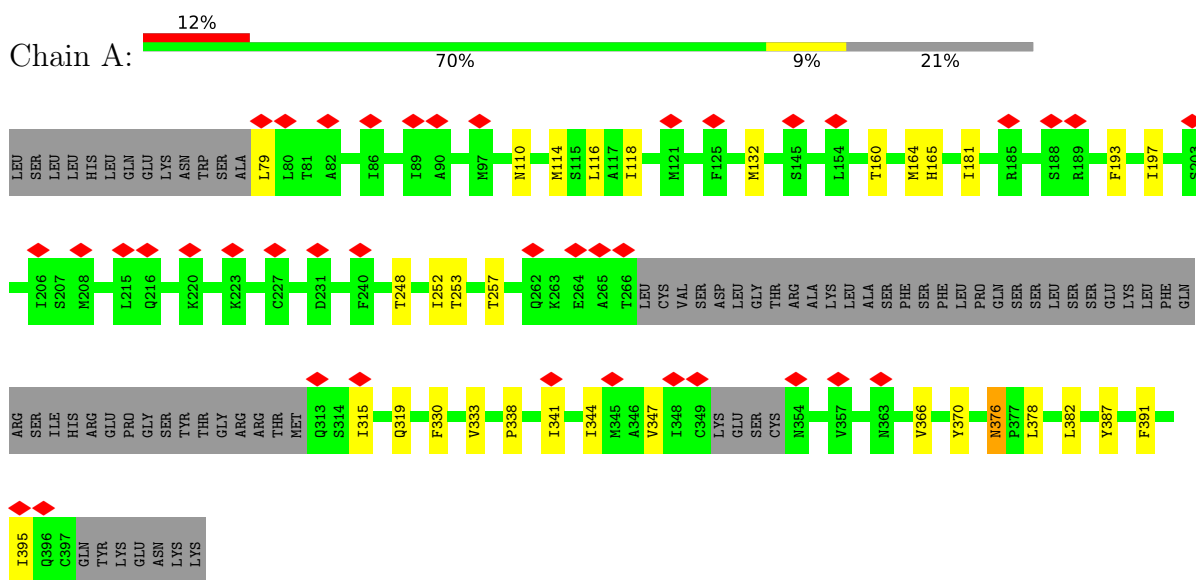 12%
Chain A:
70% 9% 21%
LEU SER LEU LEU HIS LEU GLN GLU LYS ASN TRP SER ALA L79 L80 T81 A82 I86 I89 A90 M97 N110 M114 S115 L116 A117 I118 M121 F125 M132 S145 L154 T160 M164 H165 I181 R185 S188 R189 F193 I197 S203
I206 S207 M208 L215 Q216 K220 K223 C227 D231 F240 T248 I252 T253 T257 Q262 K263 E264 A265 T266 LEU CYS VAL SER ASP LEU GLY THR ARG ALA LYS LEU ALA SER PHE SER PHE LEU PRO GLN SER SER LEU SER SER GLU LYS LEU PHE GLN
ARG SER ILE HIS ARG GLU PRO GLY SER TYR THR GLY ARG ARG THR MET Q313 S314 I315 Q319 F330 V333 P338 I341 I344 M345 A346 V347 I348 C349 LYS GLU SER CYS N354 V357 N363 V366 Y370 N376 P377 L378 L382 Y387 F391
I395 Q396 C397 GLN TYR LYS GLU ASN LYS LYS